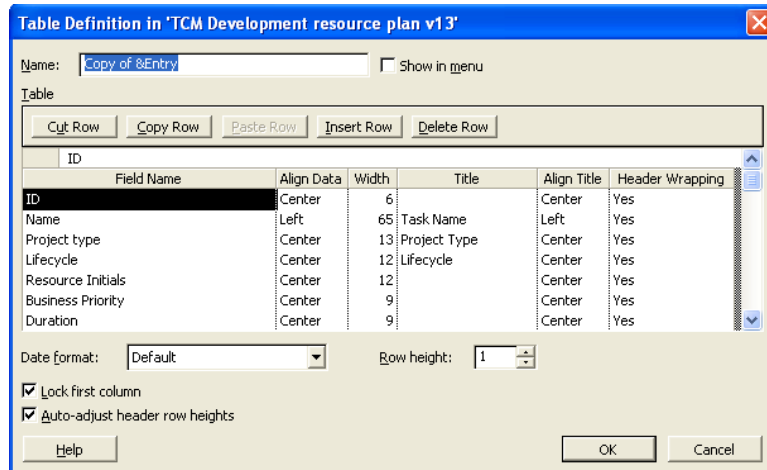 Table Definition in 'TCM Development resource plan v13'
Name: Copy of &Entry Show in menu
Table
Cut Row Copy Row Paste Row Insert Row Delete Row
ID
Field Name Align Data Width Title Align Title Header Wrapping
ID Center 6 Center Yes
Name Left 65 Task Name Left Yes
Project type Center 13 Project Type Center Yes
Lifecycle Center 12 Lifecycle Center Yes
Resource Initials Center 12 Center Yes
Business Priority Center 9 Center Yes
Duration Center 9 Center Yes
Date format: Default Row height: 1
Lock first column
Auto-adjust header row heights
Help OK Cancel